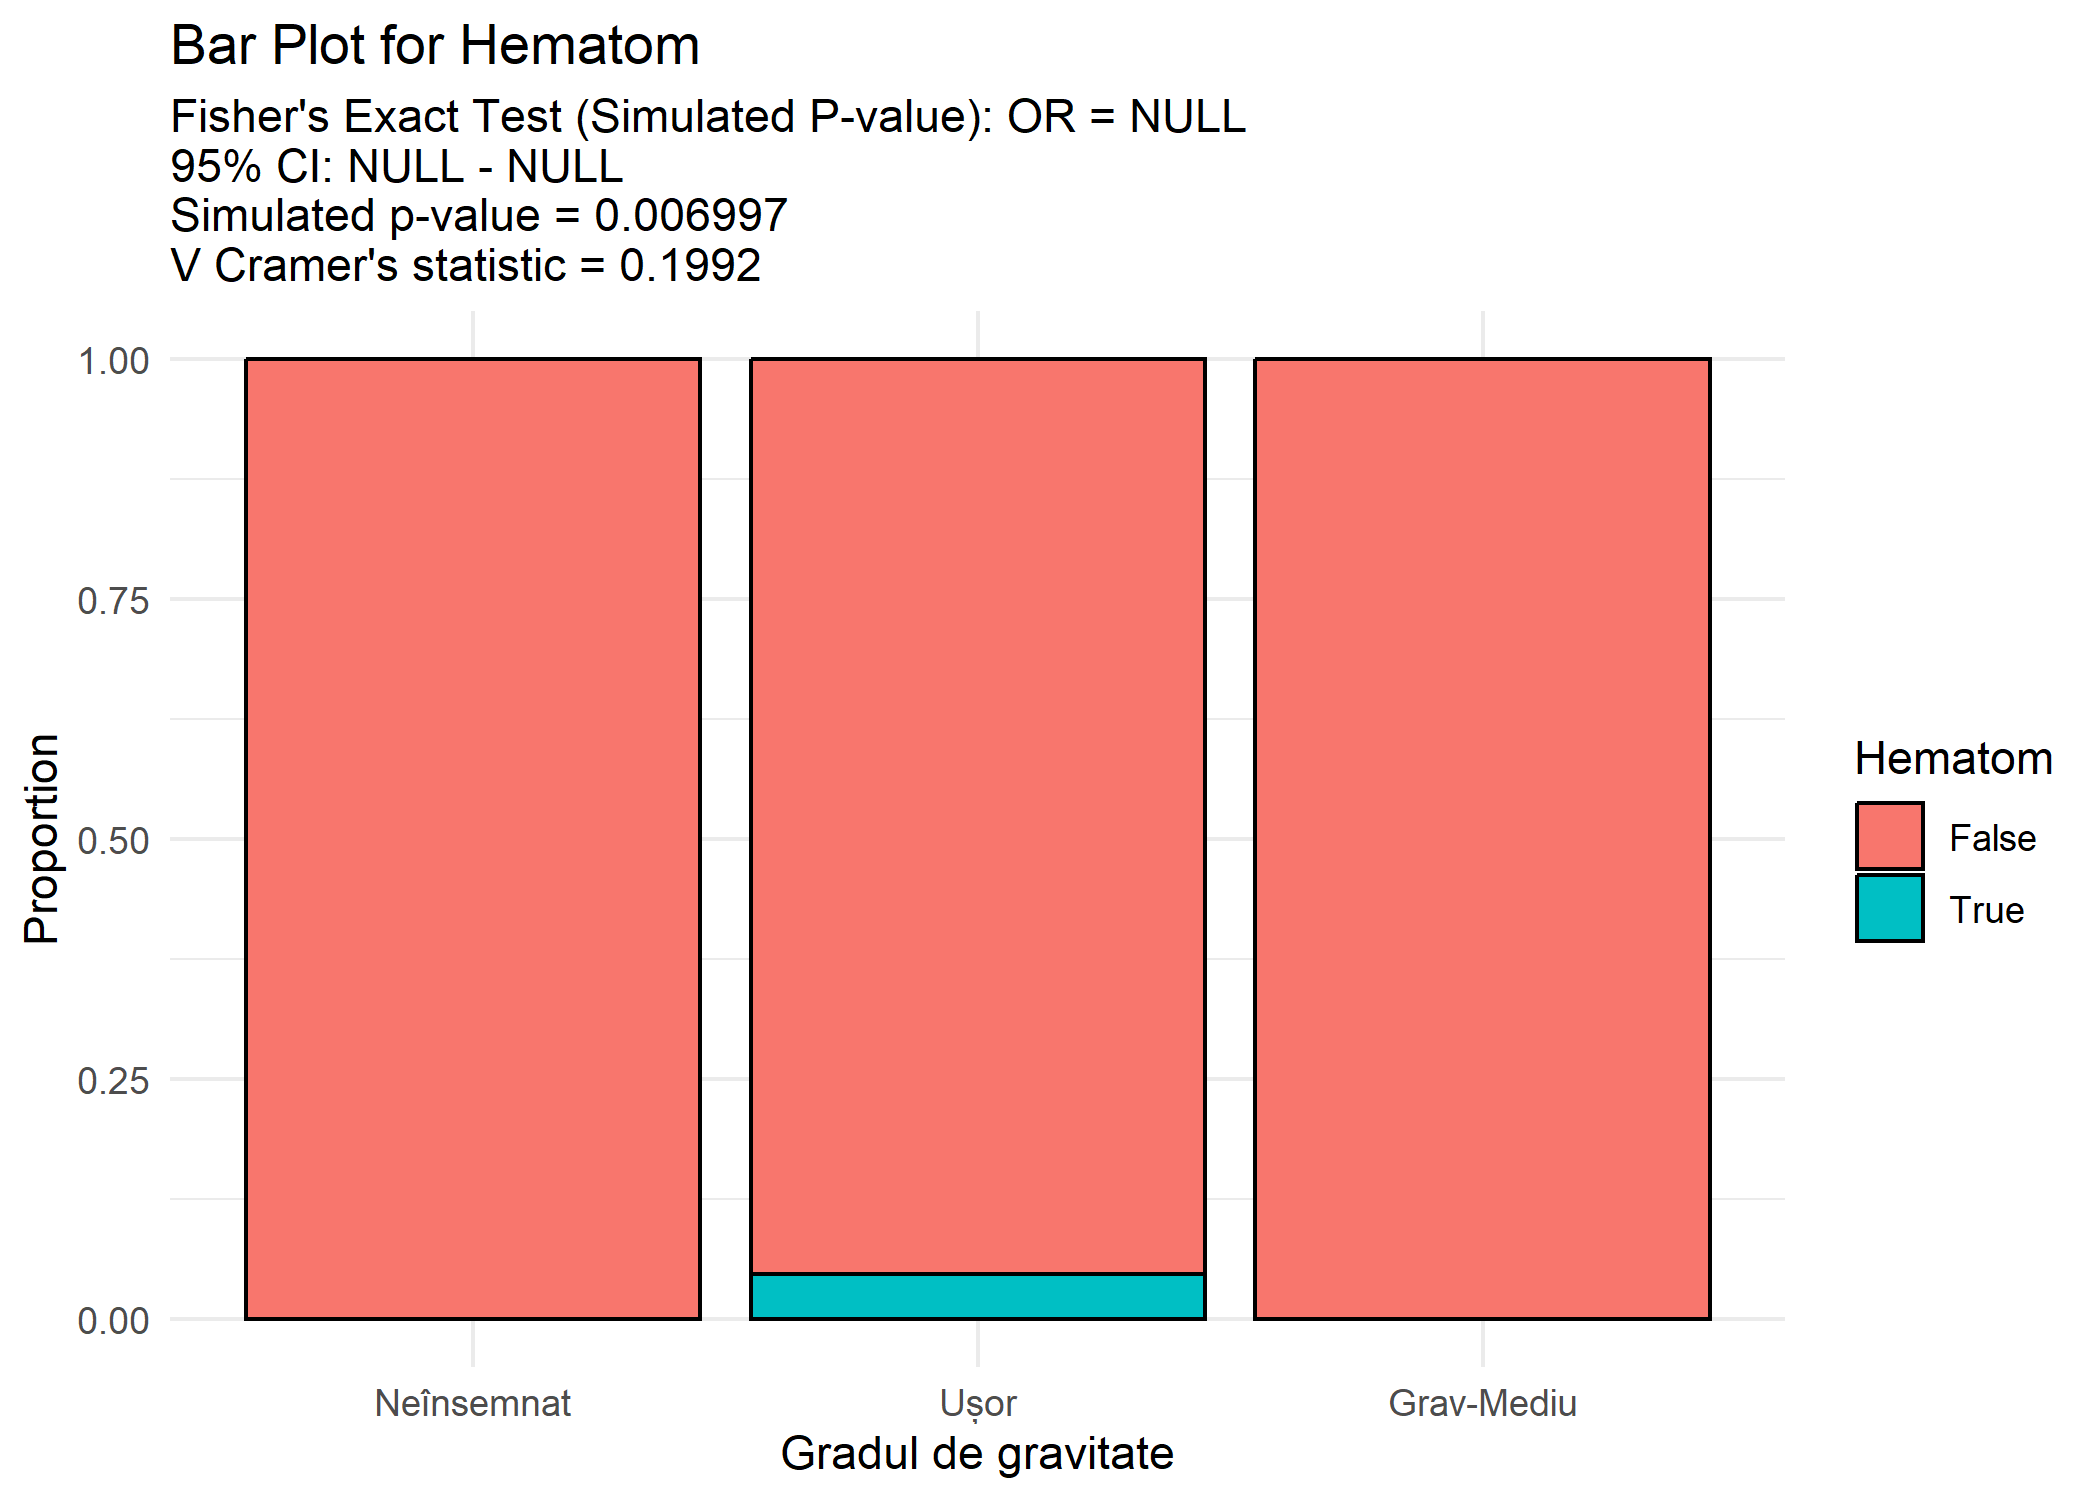 Bar Plot for Hematom
Fisher's Exact Test (Simulated P-value): OR = NULL
95% CI: NULL - NULL
Simulated p-value = 0.006997
V Cramer's statistic = 0.1992
1.00
0.75
0.50
0.25
0.00
Proportion
Neînsemnat
Ușor
Grav-Mediu
Gradul de gravitate
Hematom
False
True